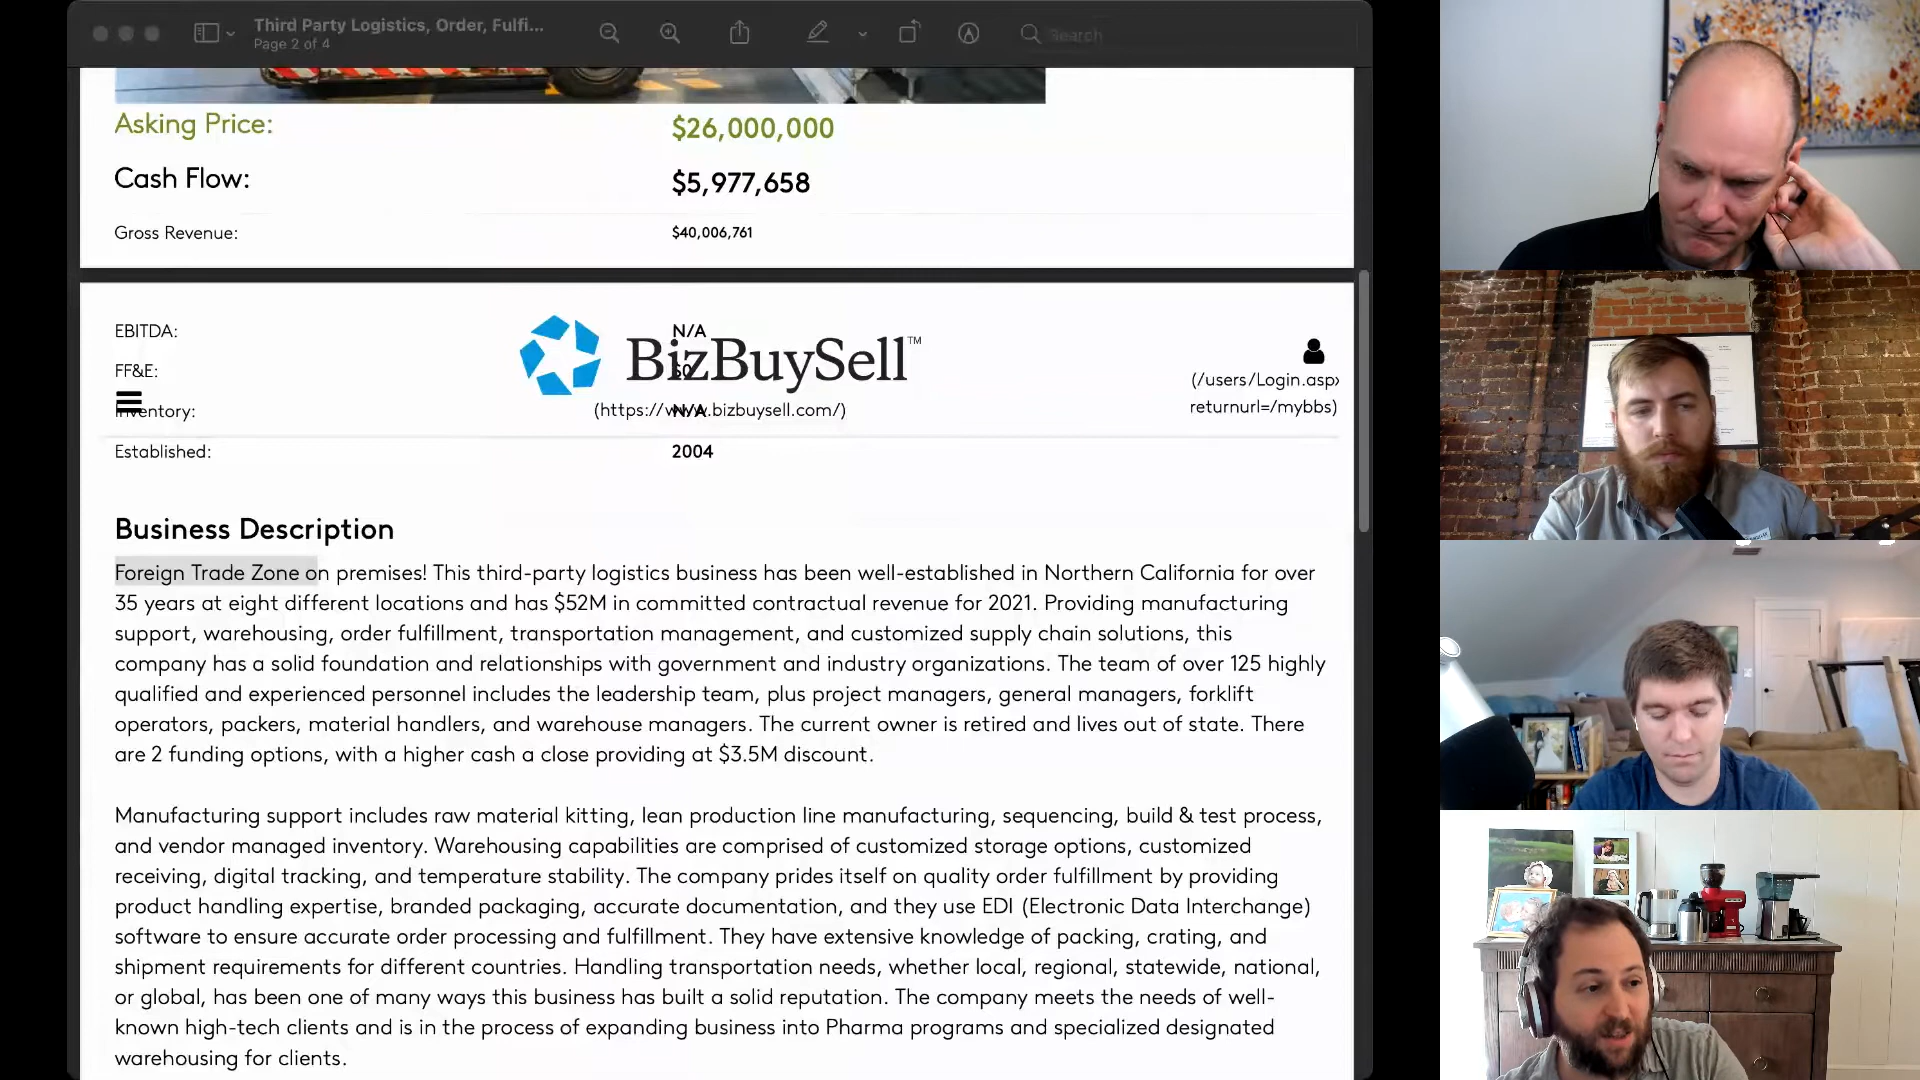 Third Party Logistics, Order, Fulfi...
Page 2 of 4
Search
Asking Price: $26,000,000
Cash Flow: $5,977,658
Gross Revenue: $40,006,761
EBITDA: N/A
BizBuySell™
FF&E: $0
(/users/Login.asp
Inventory: N/A
(https://www.bizbuysell.com/)
returnurl=/mybbs)
Established: 2004
Business Description
Foreign Trade Zone on premises! This third-party logistics business has been well-established in Northern California for over
35 years at eight different locations and has $52M in committed contractual revenue for 2021. Providing manufacturing
support, warehousing, order fulfillment, transportation management, and customized supply chain solutions, this
company has a solid foundation and relationships with government and industry organizations. The team of over 125 highly
qualified and experienced personnel includes the leadership team, plus project managers, general managers, forklift
operators, packers, material handlers, and warehouse managers. The current owner is retired and lives out of state. There
are 2 funding options, with a higher cash a close providing at $3.5M discount.
Manufacturing support includes raw material kitting, lean production line manufacturing, sequencing, build & test process,
and vendor managed inventory. Warehousing capabilities are comprised of customized storage options, customized
receiving, digital tracking, and temperature stability. The company prides itself on quality order fulfillment by providing
product handling expertise, branded packaging, accurate documentation, and they use EDI (Electronic Data Interchange)
software to ensure accurate order processing and fulfillment. They have extensive knowledge of packing, crating, and
shipment requirements for different countries. Handling transportation needs, whether local, regional, statewide, national,
or global, has been one of many ways this business has built a solid reputation. The company meets the needs of well-
known high-tech clients and is in the process of expanding business into Pharma programs and specialized designated
warehousing for clients.